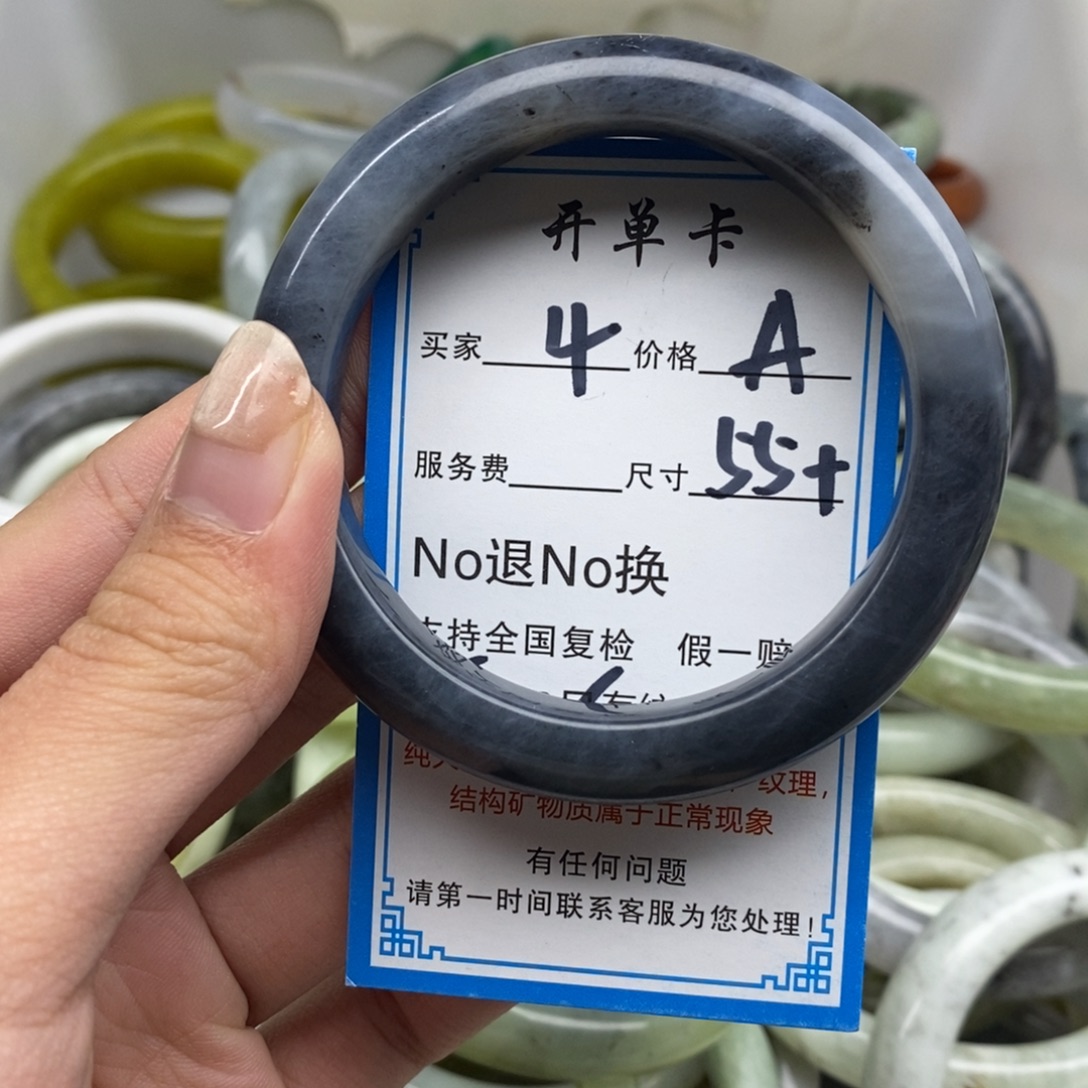 开单卡
买家 4 价格 A
服务费 尺寸 55+
No退No换
支持全国复检 假一赔
纹理，
结构矿物质属于正常现象
有任何问题
请第一时间联系客服为您处理！